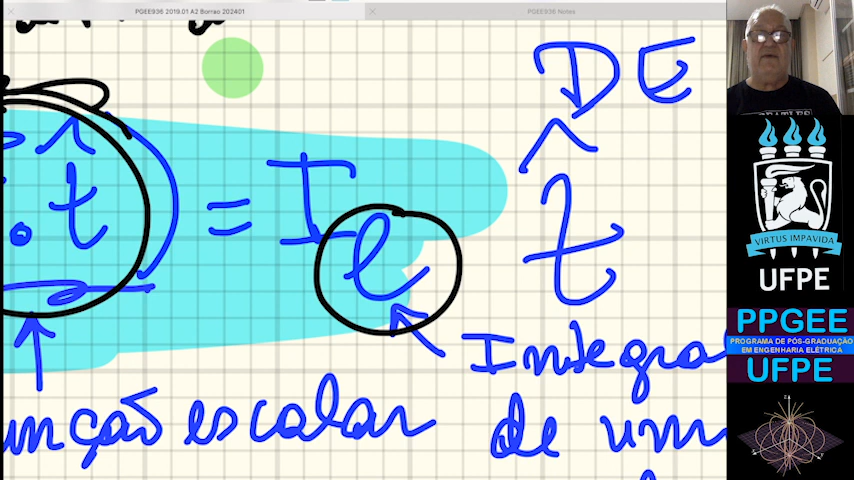 PGEE936 2019.01 A2 Borrao 202401
PGEE936 Notes
DE
t̂ ) = I e t̂
Integra
unção escalar de um
VIRTUS IMPAVIDA
UFPE
PPGEE
PROGRAMA DE PÓS-GRADUAÇÃO
EM ENGENHARIA ELÉTRICA
UFPE